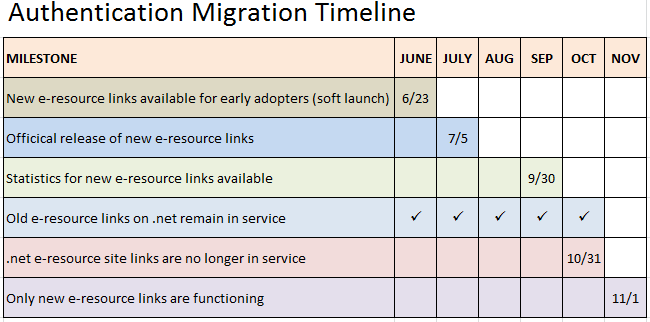 Authentication Migration Timeline
MILESTONE JUNE JULY AUG SEP OCT NOV
New e-resource links available for early adopters (soft launch) 6/23
Officical release of new e-resource links 7/5
Statistics for new e-resource links available 9/30
Old e-resource links on .net remain in service ✓ ✓ ✓ ✓ ✓
.net e-resource site links are no longer in service 10/31
Only new e-resource links are functioning 11/1